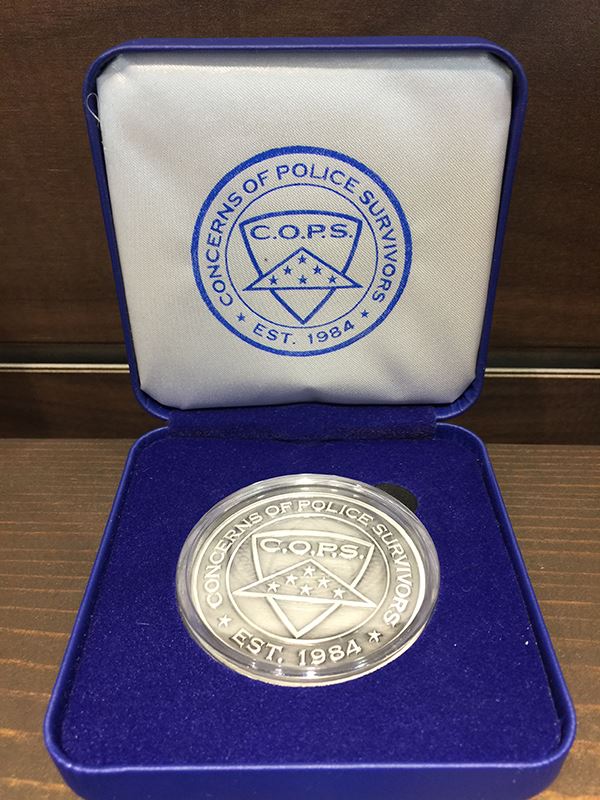 CONCERNS OF POLICE SURVIVORS
C.O.P.S.
EST. 1984
CONCERNS OF POLICE SURVIVORS
C.O.P.S.
EST. 1984